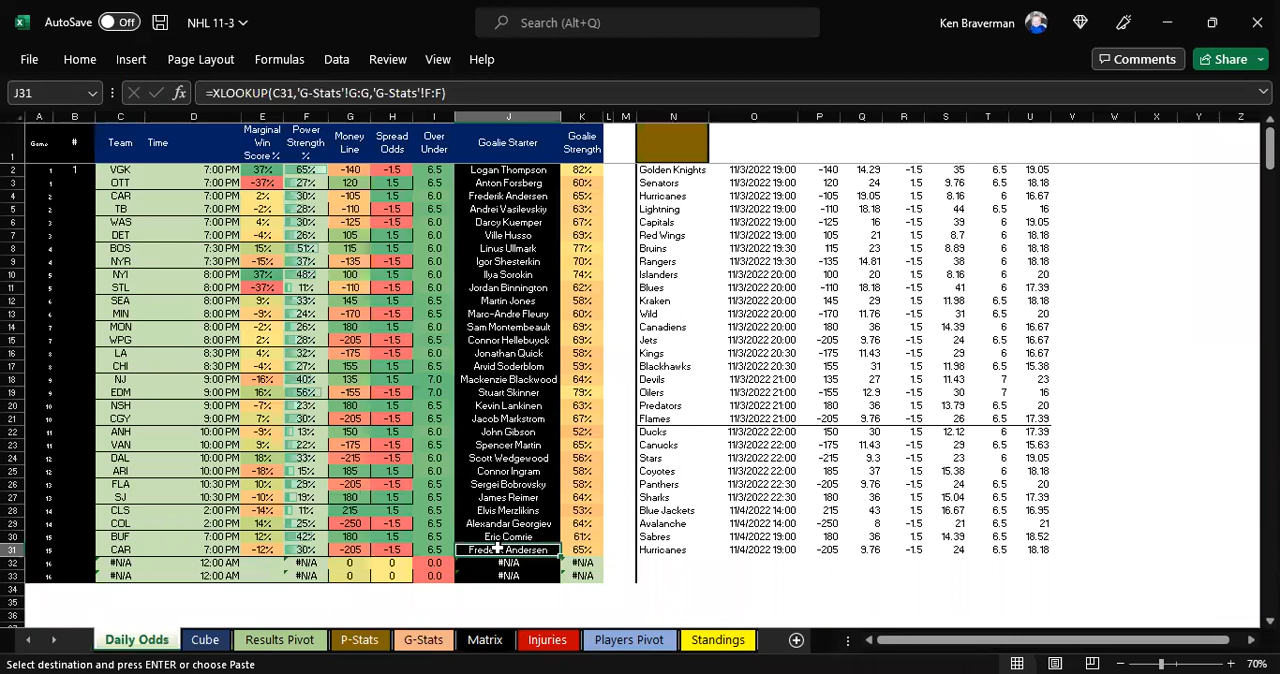 AutoSave Off NHL 11-3 Search (Alt+Q) Ken Braverman
File Home Insert Page Layout Formulas Data Review View Help Comments Share
J31 fx =XLOOKUP(C31,'G-Stats'!G:G,'G-Stats'!F:F)
A B C D E F G H I J K L M N O P Q R S T U V W X Y Z
1 Game # Team Time Marginal Win Score % Power Strength % Money Line Spread Odds Over Under Goalie Starter Goalie Strength
2 1 1 VGK 7:00 PM 37% 65% -140 -1.5 6.5 Logan Thompson 82% Golden Knights 11/3/2022 19:00 -140 14.29 -1.5 35 6.5 19.05
3 1 OTT 7:00 PM -37% 27% 120 1.5 6.5 Anton Forsberg 60% Senators 11/3/2022 19:00 120 24 1.5 9.76 6.5 18.18
4 2 CAR 7:00 PM 2% 30% -105 1.5 6.0 Frederik Andersen 65% Hurricanes 11/3/2022 19:00 -105 19.05 1.5 8.16 6 16.67
5 2 TB 7:00 PM -2% 28% -110 -1.5 6.0 Andrei Vasilevskiy 63% Lightning 11/3/2022 19:00 -110 18.18 -1.5 44 6 16
6 3 WAS 7:00 PM 4% 30% -125 -1.5 6.0 Darcy Kuemper 67% Capitals 11/3/2022 19:00 -125 16 -1.5 39 6 19.05
7 3 DET 7:00 PM -4% 26% 105 1.5 6.0 Ville Husso 69% Red Wings 11/3/2022 19:00 105 21 1.5 8.7 6 16.67
8 4 BOS 7:30 PM 15% 51% 115 1.5 6.0 Linus Ullmark 77% Bruins 11/3/2022 19:30 115 23 1.5 8.89 6 16.67
9 4 NYR 7:30 PM -15% 37% -135 -1.5 6.0 Igor Shesterkin 70% Rangers 11/3/2022 19:30 -135 14.81 -1.5 35 6 19.05
10 5 NYI 8:00 PM 37% 48% 100 1.5 6.0 Ilya Sorokin 74% Islanders 11/3/2022 20:00 100 20 1.5 8.16 6 20
11 5 STL 8:00 PM -37% 11% -110 -1.5 6.0 Jordan Binnington 62% Blues 11/3/2022 20:00 -110 18.18 -1.5 41 6 17.39
12 6 SEA 8:00 PM 9% 33% 145 1.5 6.0 Martin Jones 66% Kraken 11/3/2022 20:00 145 29 1.5 11.98 6 18.18
13 6 MIN 8:00 PM -9% 24% -170 -1.5 6.0 Marc-Andre Fleury 60% Wild 11/3/2022 20:00 -170 11.76 -1.5 31 6 20
14 7 MON 8:00 PM -2% 26% 180 1.5 6.5 Sam Montembeault 69% Canadiens 11/3/2022 20:00 180 36 1.5 14.39 6.5 16.67
15 7 WPG 8:00 PM 2% 28% -205 -1.5 6.5 Connor Hellebuyck 69% Jets 11/3/2022 20:00 -205 9.76 -1.5 24 6.5 18.18
16 8 LA 8:30 PM 4% 32% -175 -1.5 6.5 Jonathan Quick 58% Kings 11/3/2022 20:30 -175 11.43 -1.5 29 6.5 16.67
17 8 CHI 8:30 PM -4% 27% 155 1.5 6.5 Arvid Soderblom 59% Blackhawks 11/3/2022 20:30 155 31 1.5 11.98 6.5 15.38
18 9 NJ 9:00 PM -16% 40% 135 1.5 7.0 Mackenzie Blackwood 64% Devils 11/3/2022 21:00 135 27 1.5 11.43 7 23
19 9 EDM 9:00 PM 16% 56% -155 -1.5 7.0 Stuart Skinner 79% Oilers 11/3/2022 21:00 -155 12.9 -1.5 30 7 16
20 10 NSH 9:00 PM -7% 23% 180 1.5 6.5 Kevin Lankinen 63% Predators 11/3/2022 21:00 180 36 1.5 13.79 6.5 20
21 10 CGY 9:00 PM 7% 30% -205 -1.5 6.5 Jacob Markstrom 67% Flames 11/3/2022 21:00 -205 9.76 -1.5 26 6.5 17.39
22 11 ANH 10:00 PM -9% 13% 150 1.5 6.5 John Gibson 52% Ducks 11/3/2022 22:00 150 30 1.5 12.12 6.5 17.39
23 11 VAN 10:00 PM 9% 22% -175 -1.5 6.5 Spencer Martin 60% Canucks 11/3/2022 22:00 -175 11.43 -1.5 29 6.5 15.63
24 12 DAL 10:00 PM 18% 33% -215 -1.5 6.5 Scott Wedgewood 56% Stars 11/3/2022 22:00 -215 9.3 -1.5 23 6 19.05
25 12 ARI 10:00 PM -18% 15% 185 1.5 6.5 Connor Ingram 58% Coyotes 11/3/2022 22:00 185 37 1.5 15.38 6.5 20
26 13 FLA 10:30 PM 10% 29% -205 -1.5 6.5 Sergei Bobrovsky 58% Panthers 11/3/2022 22:30 -205 9.76 -1.5 24 6.5 18.18
27 13 SJ 10:30 PM -10% 19% 180 1.5 6.5 James Reimer 64% Sharks 11/3/2022 22:30 180 36 1.5 15.04 6.5 17.39
28 14 CLS 2:00 PM -14% 11% 215 1.5 6.5 Elvis Merzlikins 53% Blue Jackets 11/4/2022 14:00 215 43 1.5 16.67 6.5 16.95
29 14 COL 2:00 PM 14% 25% -250 -1.5 6.5 Alexandar Georgiev 64% Avalanche 11/4/2022 14:00 -250 8 -1.5 21 6.5 21
30 15 BUF 7:00 PM 12% 42% 180 1.5 6.5 Eric Comrie 61% Sabres 11/4/2022 19:00 180 36 1.5 14.39 6.5 18.52
31 15 CAR 7:00 PM -12% 30% -205 -1.5 6.5 Frederik Andersen 65% Hurricanes 11/4/2022 19:00 -205 9.76 -1.5 24 6.5 18.18
32 16 #N/A 12:00 AM #N/A 0 0 0.0 #N/A #N/A
33 16 #N/A 12:00 AM #N/A 0 0 0.0 #N/A #N/A
34
35
36
Daily Odds Cube Results Pivot P-Stats G-Stats Matrix Injuries Players Pivot Standings
Select destination and press ENTER or choose Paste 70%